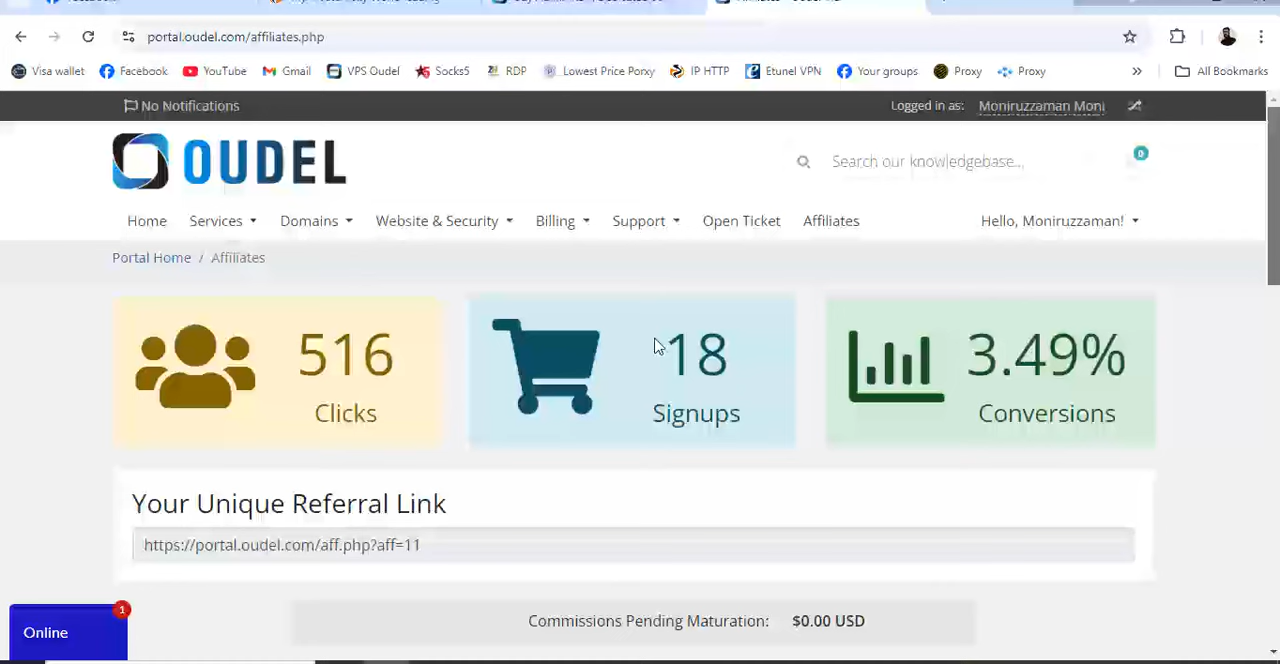 portal.oudel.com/affiliates.php
Visa wallet Facebook YouTube Gmail VPS Oudel Socks5 RDP Lowest Price Porxy IP HTTP Etunel VPN Your groups Proxy Proxy » All Bookmarks
No Notifications Logged in as: Moniruzzaman Moni
OUDEL Search our knowledgebase... 0
Home Services Domains Website & Security Billing Support Open Ticket Affiliates Hello, Moniruzzaman!
Portal Home / Affiliates
516 18 3.49%
Clicks Signups Conversions
Your Unique Referral Link
https://portal.oudel.com/aff.php?aff=11
Commissions Pending Maturation: $0.00 USD
Online 1